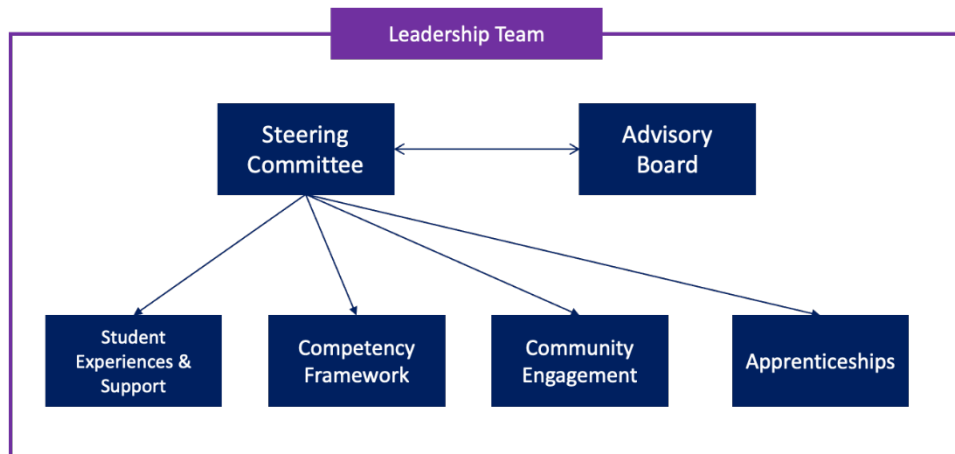 Leadership Team
Steering
Committee
Advisory
Board
Student
Experiences &
Support
Competency
Framework
Community
Engagement
Apprenticeships